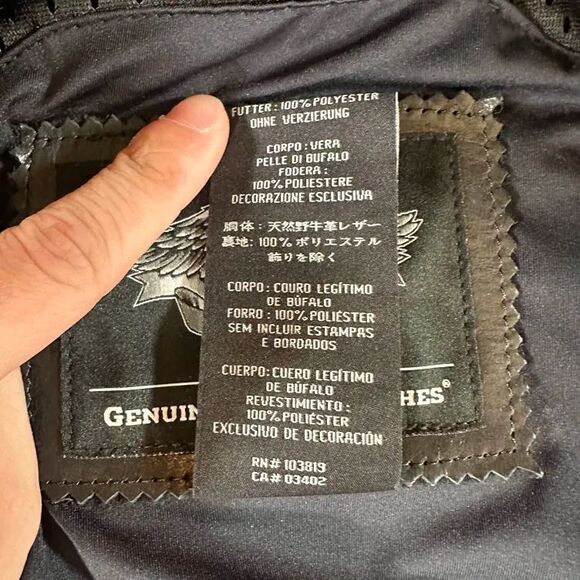 FUTTER: 100% POLYESTER
OHNE VERZIERUNG
CORPO: VERA
PELLE DI BUFALO
FODERA:
100% POLIESTERE
DECORAZIONE ESCLUSIVA
胴体: 天然野牛革レザー
裏地: 100% ポリエステル
飾りを除く
CORPO: COURO LEGÍTIMO
DE BÚFALO
FORRO: 100% POLIÉSTER
SEM INCLUIR ESTAMPAS
E BORDADOS
CUERPO: CUERO LEGÍTIMO
DE BÚFALO
REVESTIMIENTO:
100% POLIÉSTER
EXCLUSIVO DE DECORACIÓN
RN# 103819
CA# 03402
GENUIN HES®